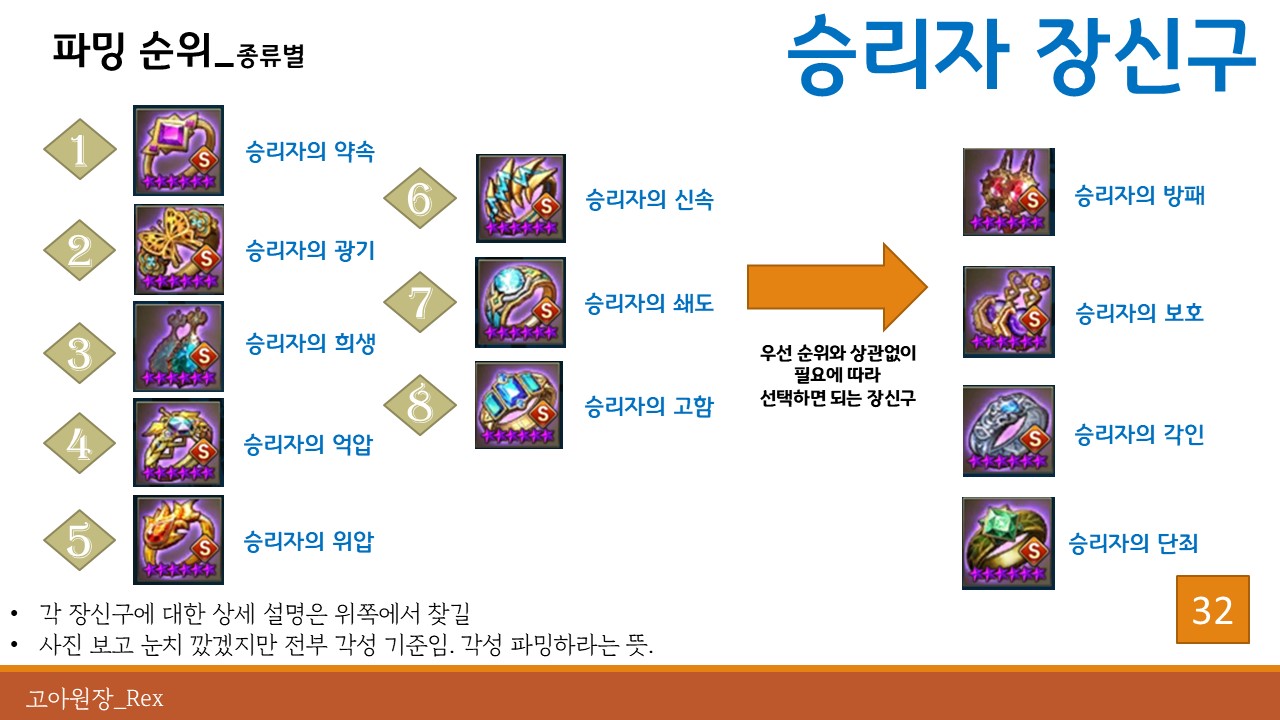 파밍 순위_종류별
승리자 장신구
1
승리자의 약속
2
승리자의 광기
3
승리자의 희생
4
승리자의 억압
5
승리자의 위압
6
승리자의 신속
7
승리자의 쇄도
8
승리자의 고함
우선 순위와 상관없이
필요에 따라
선택하면 되는 장신구
승리자의 방패
승리자의 보호
승리자의 각인
승리자의 단죄
S
S
S
S
S
S
S
S
S
S
S
S
• 각 장신구에 대한 상세 설명은 위쪽에서 찾길
• 사진 보고 눈치 깠겠지만 전부 각성 기준임. 각성 파밍하라는 뜻.
32
고아원장_Rex